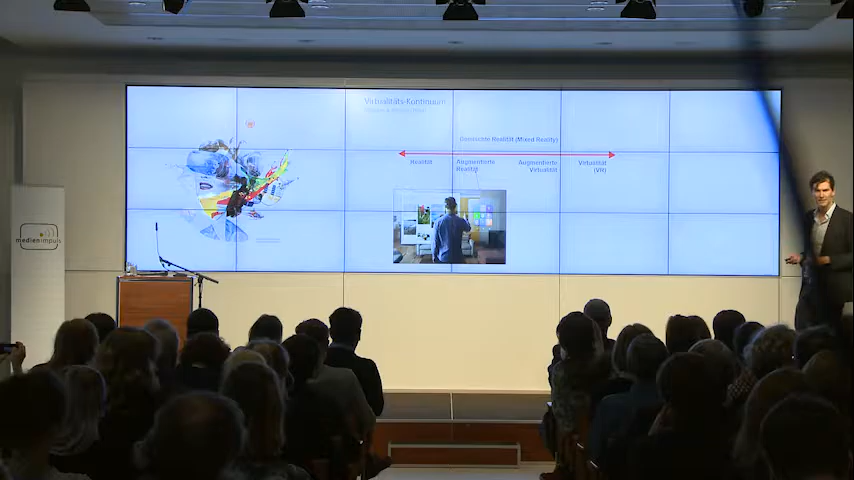 Virtualitäts-Kontinuum
Gemischte Realität (Mixed Reality)
Realität
Augmentierte
Realität
Augmentierte
Virtualität
Virtualität
(VR)
medienimpuls